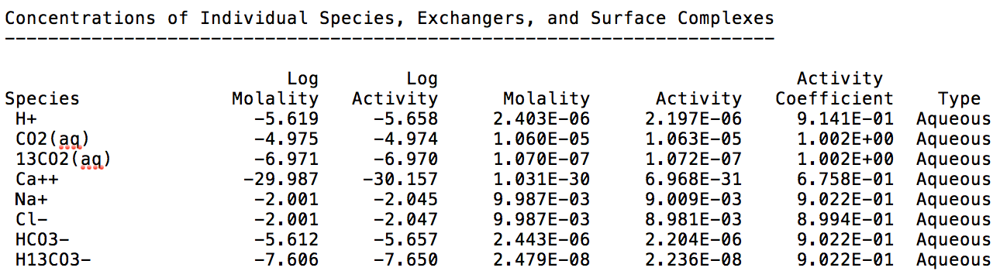 Concentrations of Individual Species, Exchangers, and Surface Complexes
-----------------------------------------------------------------------
Log Log Activity
Species Molality Activity Molality Activity Coefficient Type
H+ -5.619 -5.658 2.403E-06 2.197E-06 9.141E-01 Aqueous
CO2(aq) -4.975 -4.974 1.060E-05 1.063E-05 1.002E+00 Aqueous
13CO2(aq) -6.971 -6.970 1.070E-07 1.072E-07 1.002E+00 Aqueous
Ca++ -29.987 -30.157 1.031E-30 6.968E-31 6.758E-01 Aqueous
Na+ -2.001 -2.045 9.987E-03 9.009E-03 9.022E-01 Aqueous
Cl- -2.001 -2.047 9.987E-03 8.981E-03 8.994E-01 Aqueous
HCO3- -5.612 -5.657 2.443E-06 2.204E-06 9.022E-01 Aqueous
H13CO3- -7.606 -7.650 2.479E-08 2.236E-08 9.022E-01 Aqueous